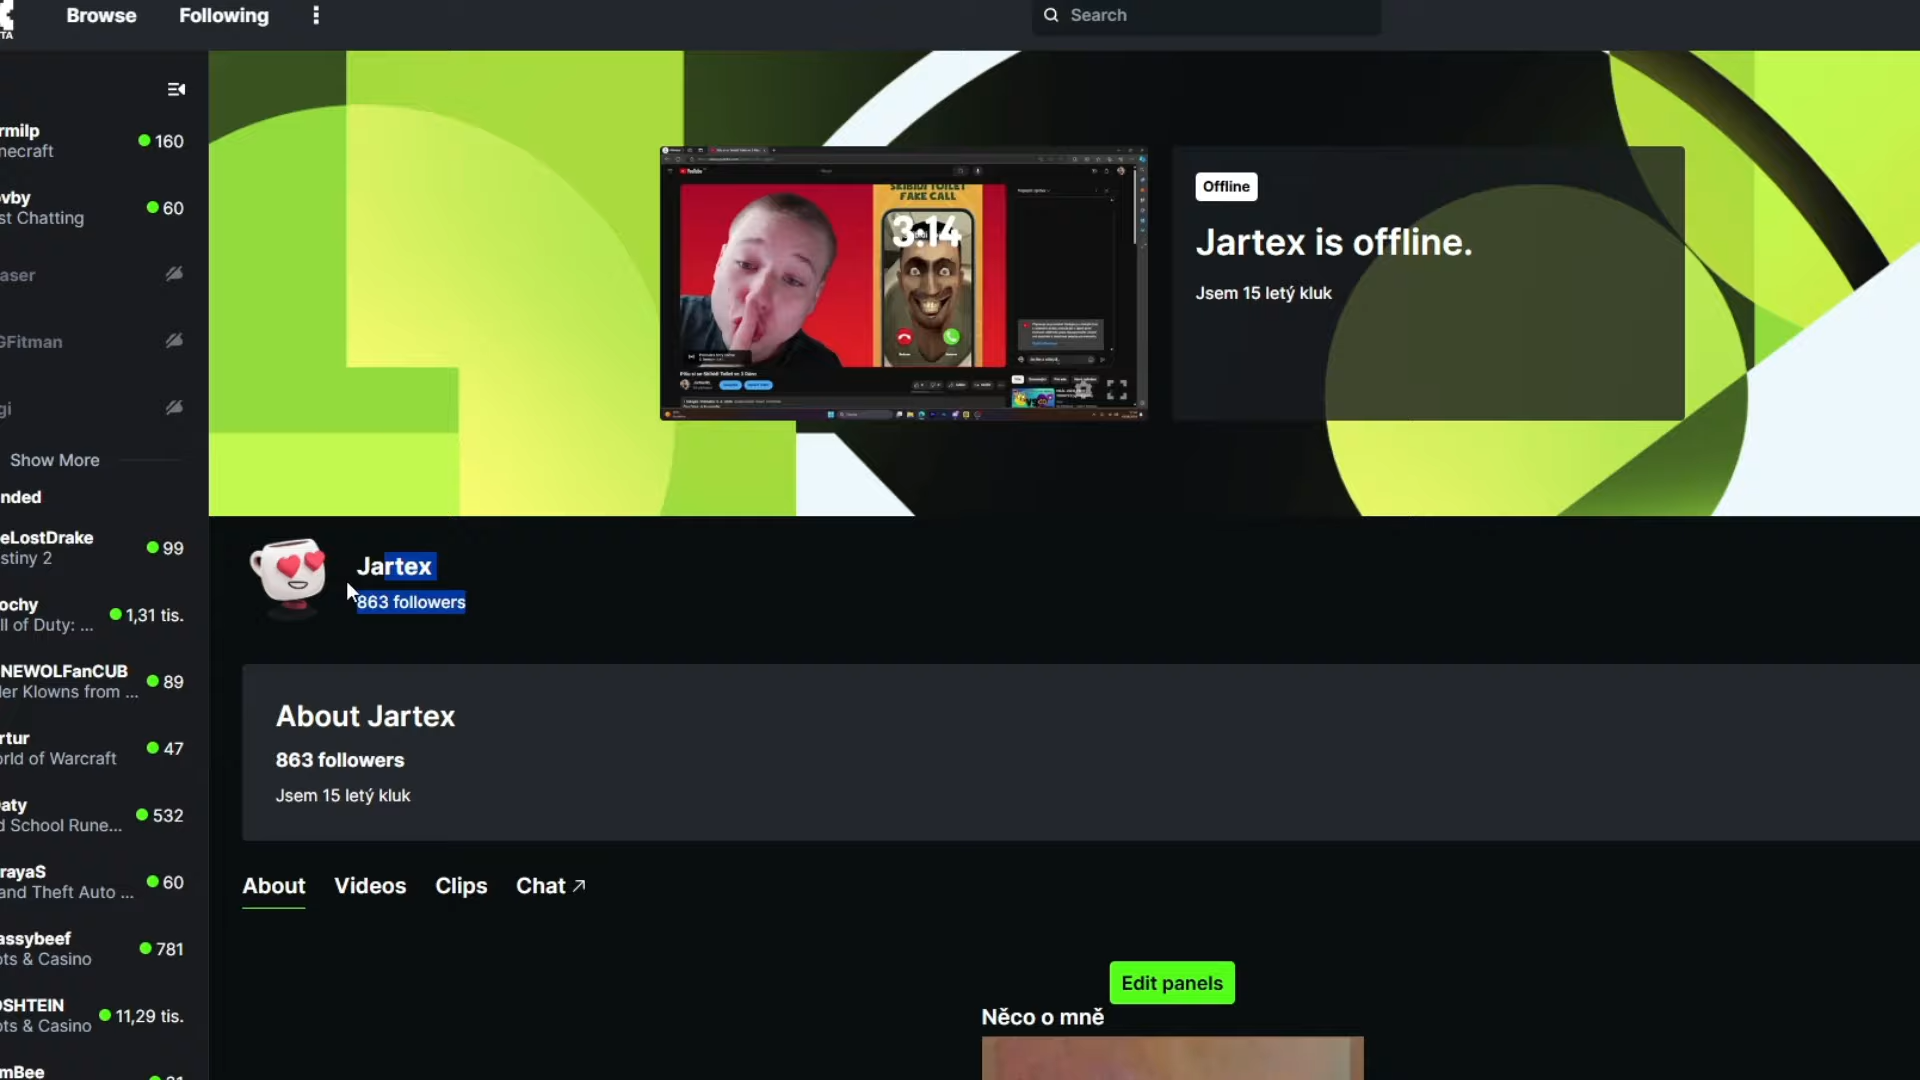 TA
Browse
Following
Search
rmilp
necraft
160
vby
st Chatting
60
aser
GFitman
gi
Show More
nded
eLostDrake
stiny 2
99
ochy
ll of Duty: ...
1,31 tis.
NEWOLFanCUB
ler Klowns from ...
89
rtur
orld of Warcraft
47
aty
d School Rune...
532
rayaS
and Theft Auto ...
60
assybeef
ots & Casino
781
OSHTEIN
ots & Casino
11,29 tis.
mBee
YouTube
SKIBIDI TOILET
FAKE CALL
3:14
Offline
Jartex is offline.
Jsem 15 letý kluk
Jartex
863 followers
About Jartex
863 followers
Jsem 15 letý kluk
About
Videos
Clips
Chat
Edit panels
Něco o mně